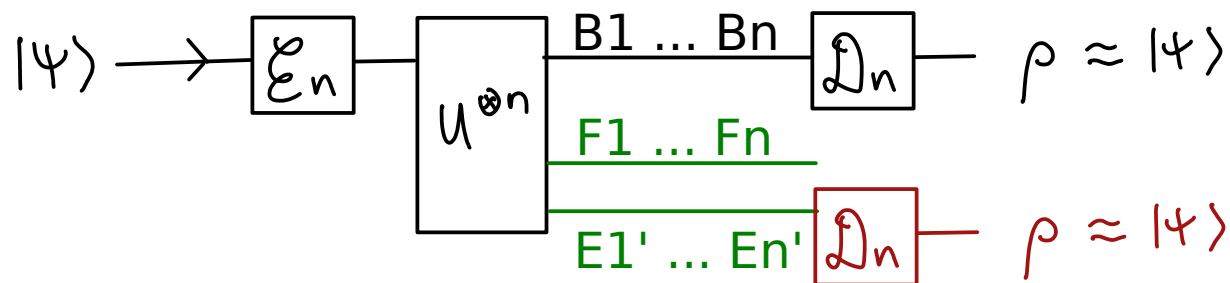 |ψ⟩ ℰn U⊗n B1 ... Bn 𝒟n ρ ≈ |ψ⟩
F1 ... Fn
E1' ... En' 𝒟n ρ ≈ |ψ⟩